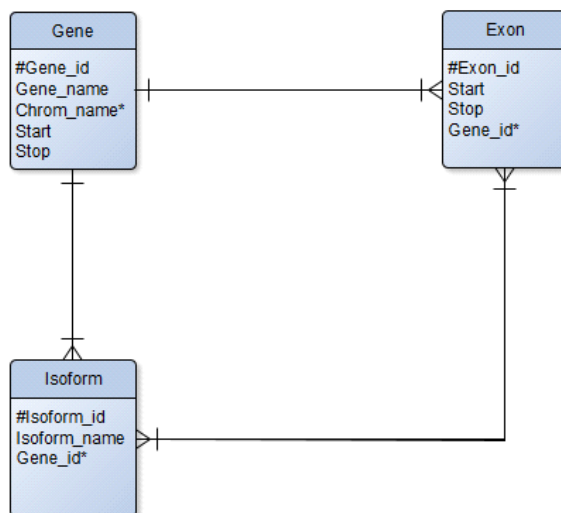 Gene
#Gene_id
Gene_name
Chrom_name*
Start
Stop
Exon
#Exon_id
Start
Stop
Gene_id*
Isoform
#Isoform_id
Isoform_name
Gene_id*